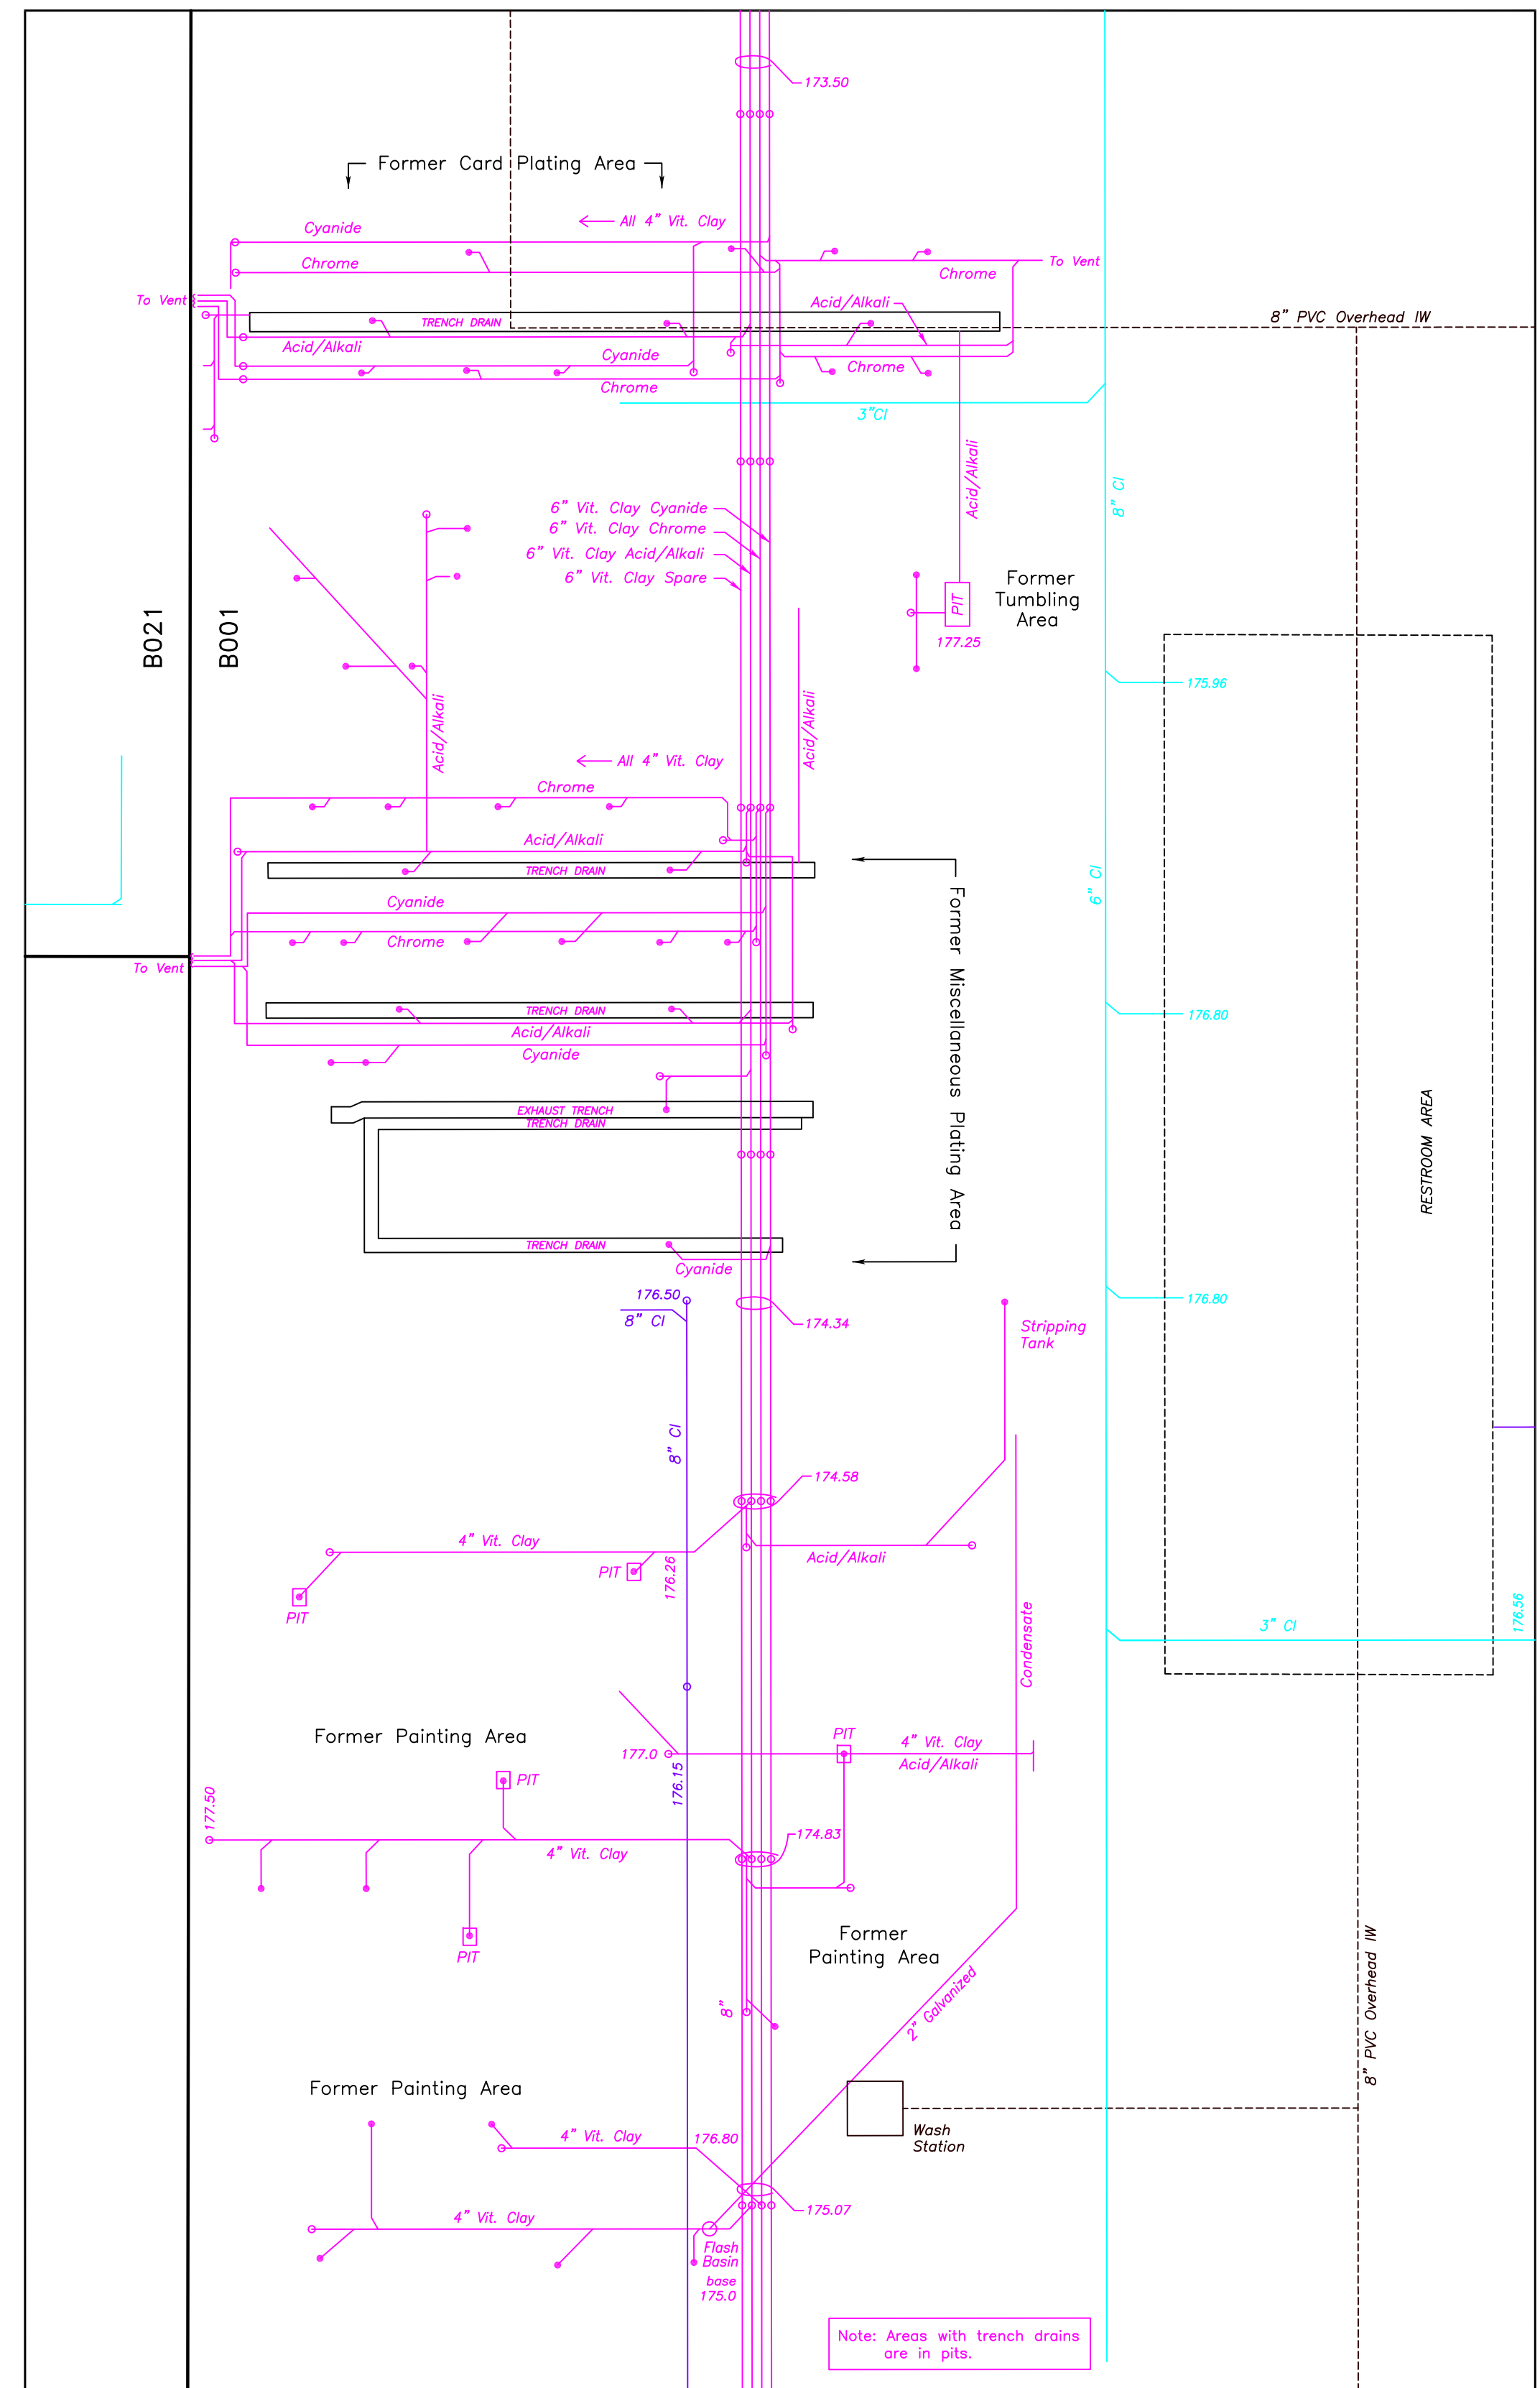 173.50
Former Card Plating Area
All 4” Vit. Clay
Cyanide
Chrome
To Vent
Chrome
To Vent
Acid/Alkali
TRENCH DRAIN
8” PVC Overhead IW
Acid/Alkali
Cyanide
Chrome
Chrome
3”CI
Acid/Alkali
8” CI
6” Vit. Clay Cyanide
6” Vit. Clay Chrome
6” Vit. Clay Acid/Alkali
6” Vit. Clay Spare
Former
Tumbling
Area
PIT
177.25
B021
B001
175.96
Acid/Alkali
Acid/Alkali
All 4” Vit. Clay
Chrome
Acid/Alkali
TRENCH DRAIN
6” CI
Cyanide
Chrome
To Vent
Former Miscellaneous Plating Area
TRENCH DRAIN
176.80
Acid/Alkali
Cyanide
EXHAUST TRENCH
TRENCH DRAIN
RESTROOM AREA
TRENCH DRAIN
Cyanide
176.50
8” CI
174.34
176.80
Stripping
Tank
8” CI
174.58
4” Vit. Clay
Acid/Alkali
PIT
176.26
PIT
Condensate
3” CI
176.56
Former Painting Area
177.0
PIT
4” Vit. Clay
Acid/Alkali
176.15
PIT
177.50
174.83
4” Vit. Clay
PIT
Former
Painting Area
8”
2” Galvanized
8” PVC Overhead IW
Former Painting Area
4” Vit. Clay
176.80
Wash
Station
4” Vit. Clay
175.07
Flash
Basin
base
175.0
Note: Areas with trench drains
are in pits.